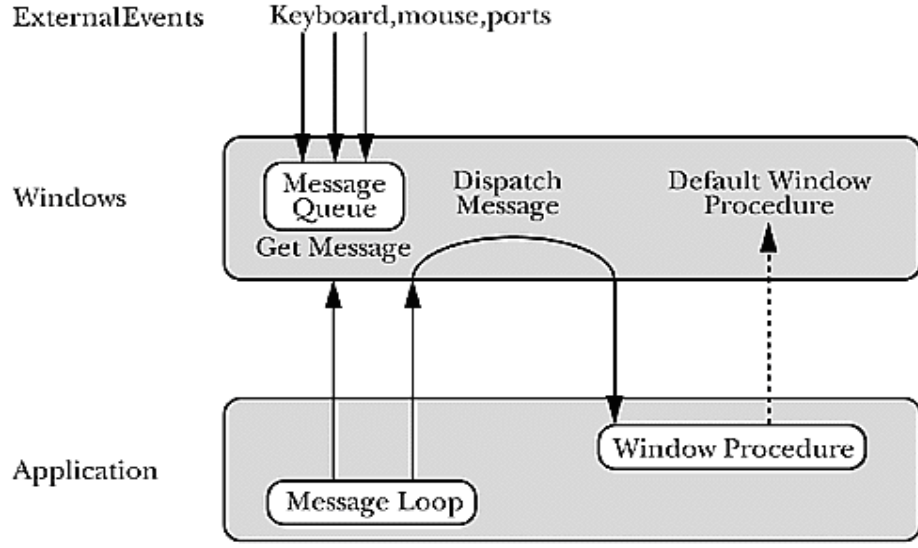 ExternalEvents Keyboard,mouse,ports
Windows
Message
Queue
Get Message
Dispatch
Message
Default Window
Procedure
Application
Message Loop
Window Procedure